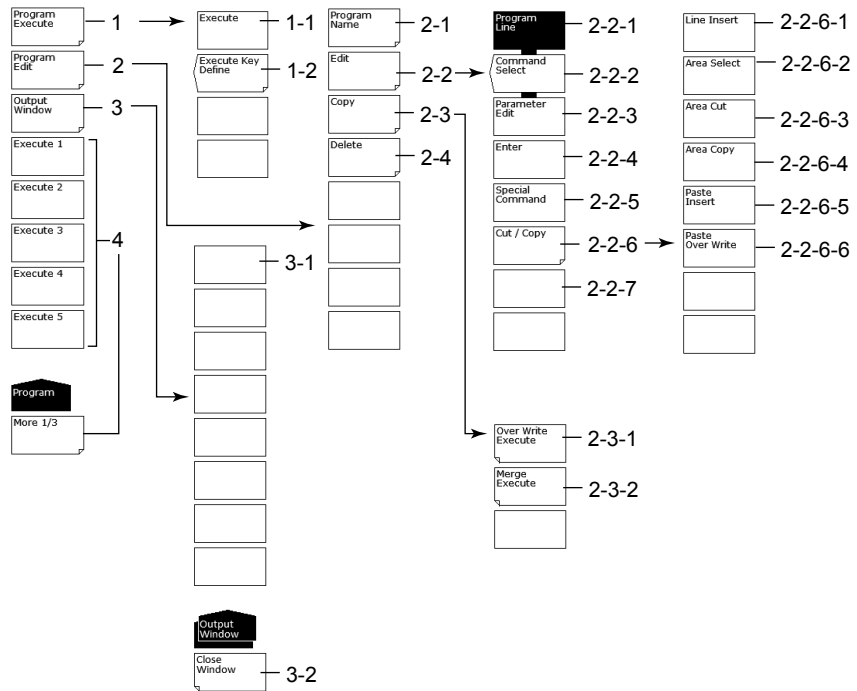 Program
Execute
1
Program
Edit
2
Output
Window
3
Execute 1
Execute 2
Execute 3
Execute 4
Execute 5
4
Program
More 1/3
Execute
1-1
Execute Key
Define
1-2
3-1
Output
Window
Close
Window
3-2
Program
Name
2-1
Edit
2-2
Copy
2-3
Delete
2-4
Program
Line
2-2-1
Command
Select
2-2-2
Parameter
Edit
2-2-3
Enter
2-2-4
Special
Command
2-2-5
Cut / Copy
2-2-6
2-2-7
Over Write
Execute
2-3-1
Merge
Execute
2-3-2
Line Insert
2-2-6-1
Area Select
2-2-6-2
Area Cut
2-2-6-3
Area Copy
2-2-6-4
Paste
Insert
2-2-6-5
Paste
Over Write
2-2-6-6